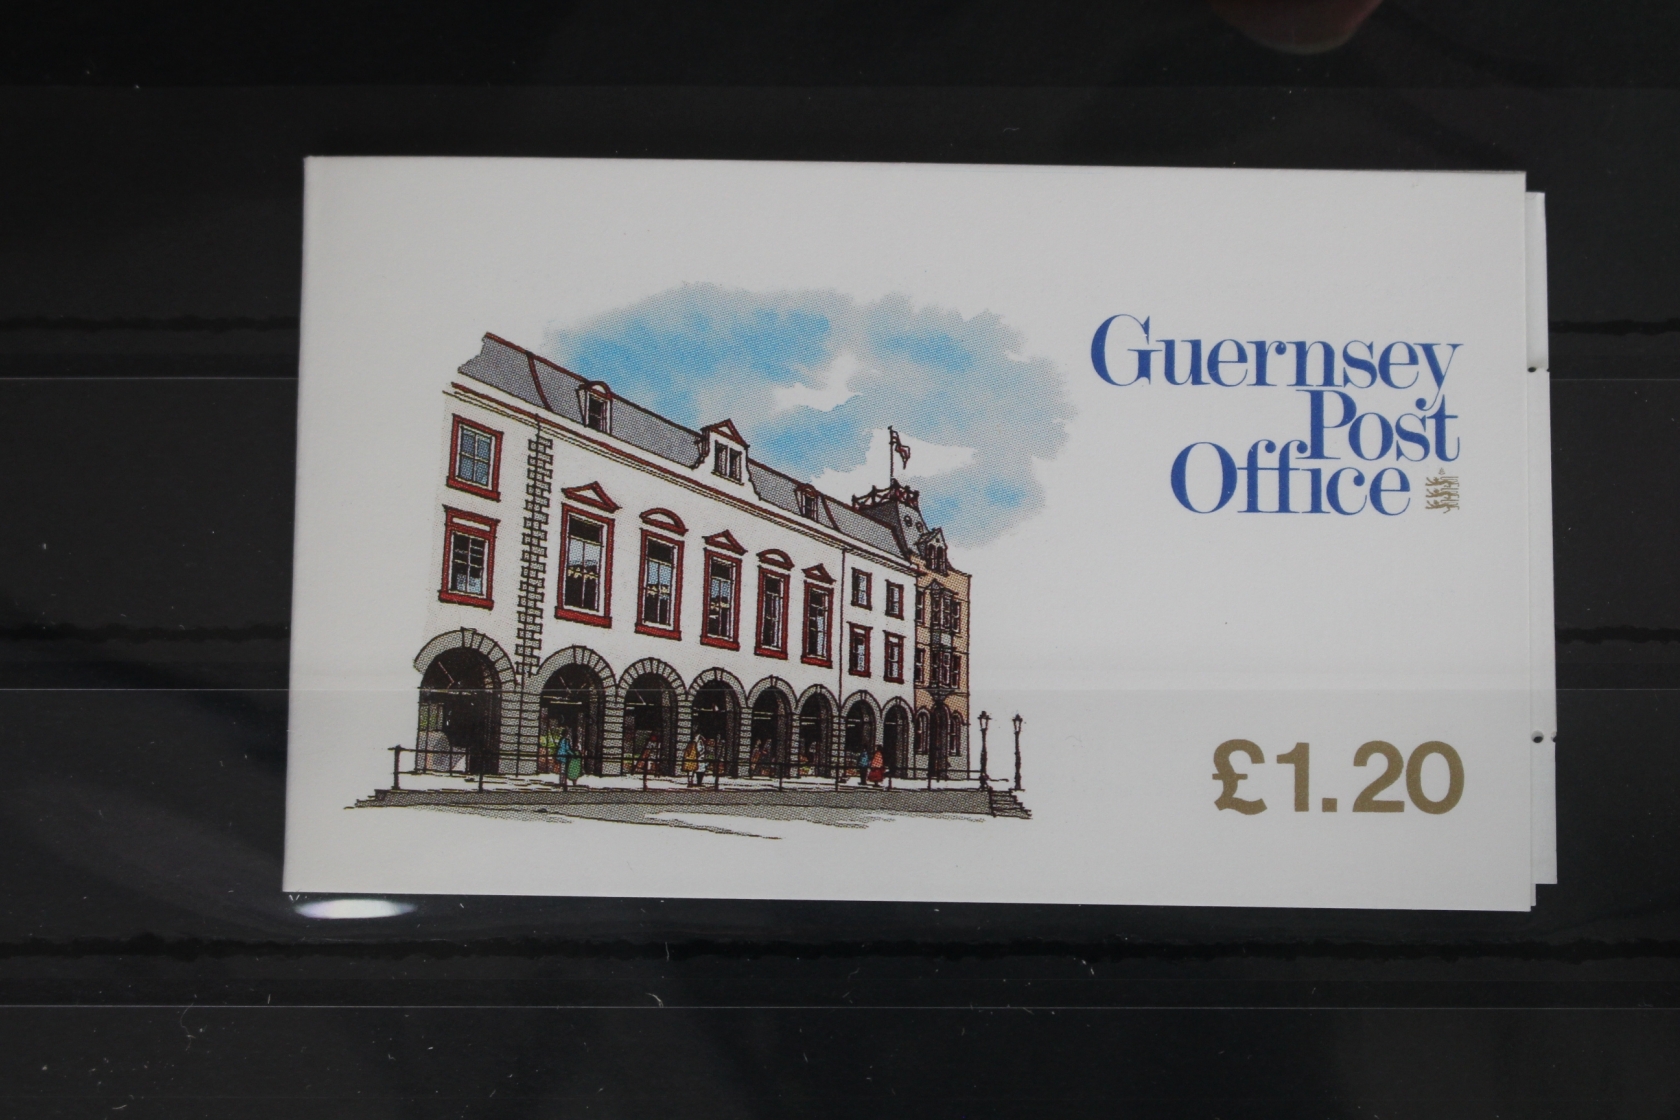 Guernsey
Post
Office
£1.20